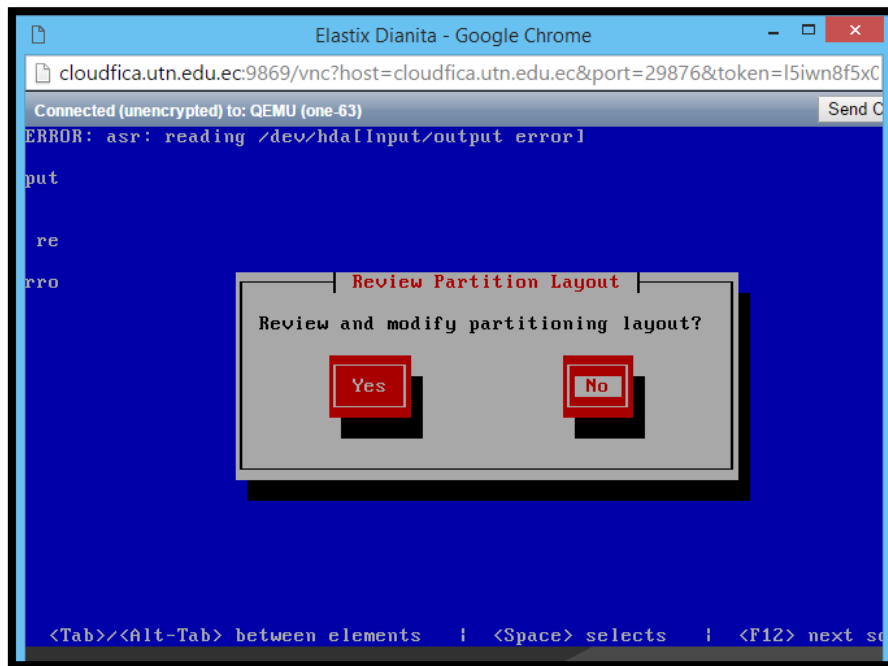 Elastix Dianita - Google Chrome
cloudfica.utn.edu.ec:9869/vnc?host=cloudfica.utn.edu.ec&port=29876&token=l5iwn8f5x0
Connected (unencrypted) to: QEMU (one-63)
Send C
ERROR: asr: reading /dev/hda[Input/output error]
put
re
rro
Review Partition Layout
Review and modify partitioning layout?
Yes No
<Tab>/<Alt-Tab> between elements | <Space> selects | <F12> next sc